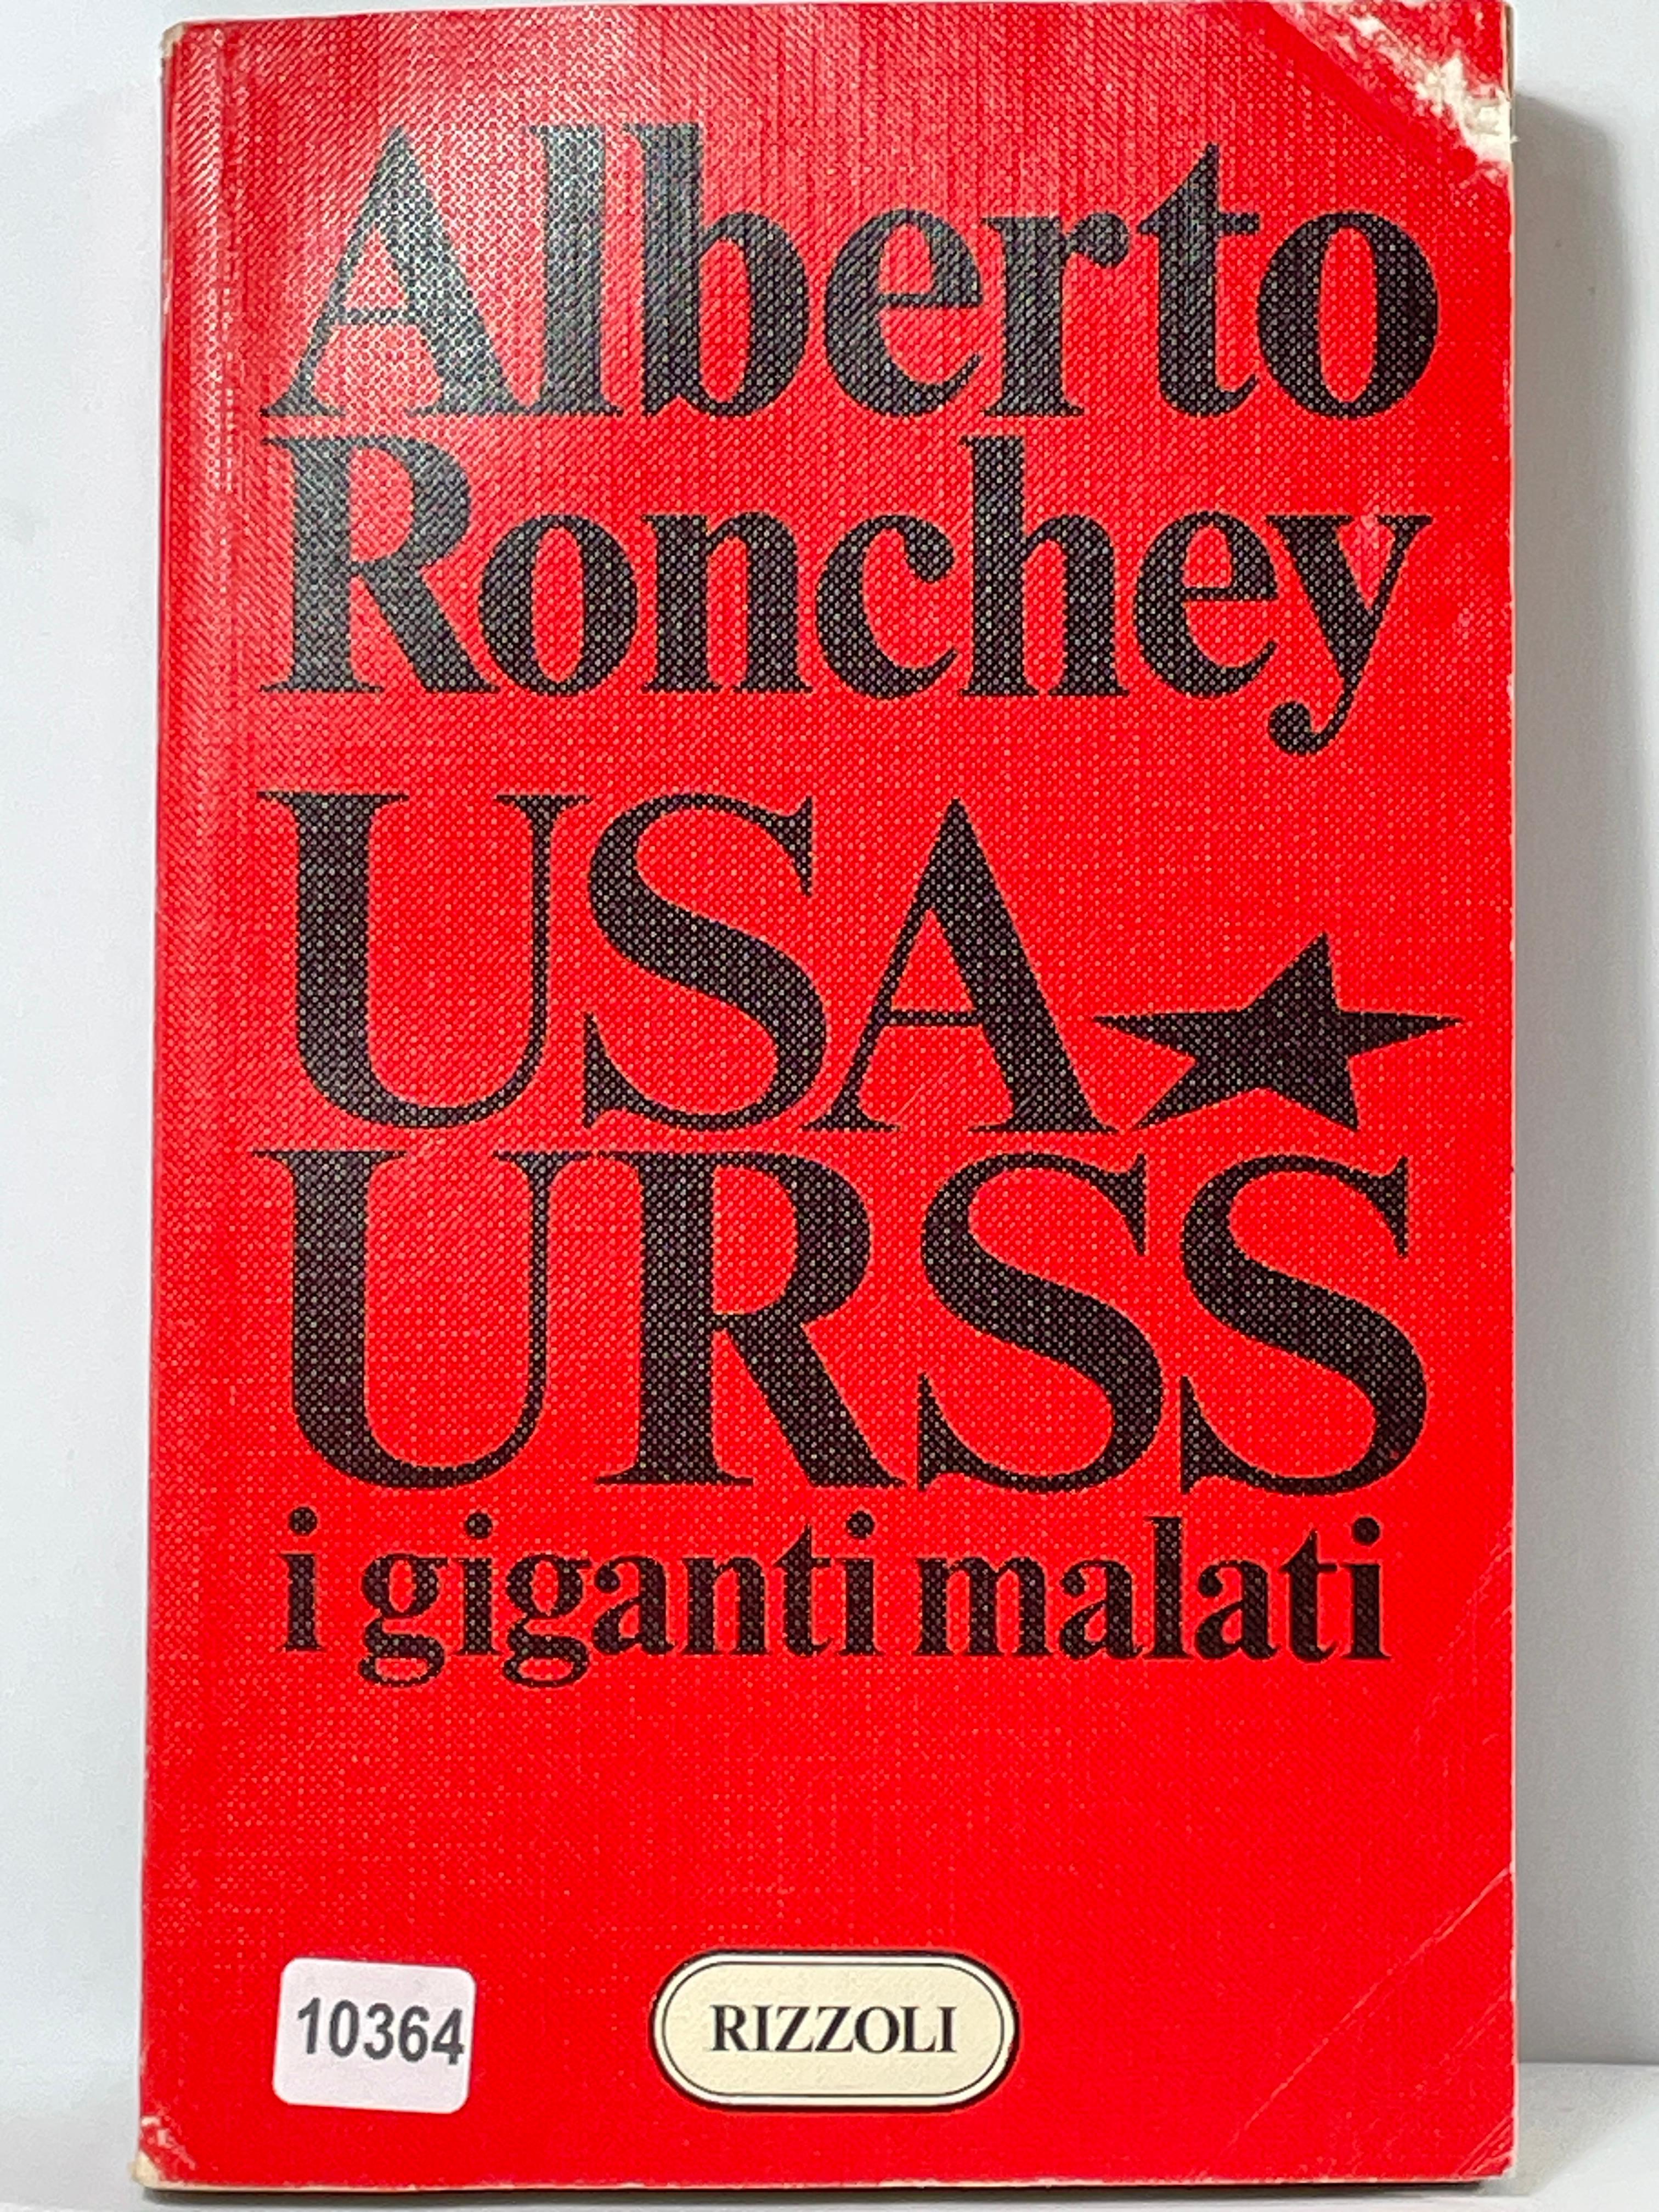 Alberto
Ronchey
USA
URSS
i giganti malati
10364
RIZZOLI